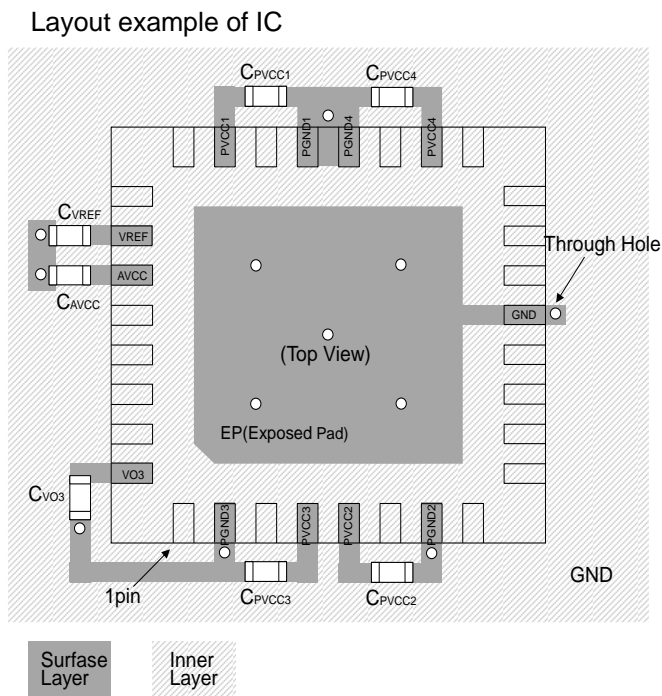 Layout example of IC
CPVCC1
CPVCC4
PVCC1
PGND1
PGND4
PVCC4
CVREF
VREF
AVCC
CAVCC
Through Hole
GND
(Top View)
EP(Exposed Pad)
VO3
CVO3
PGND3
PVCC3
PVCC2
PGND2
1pin
CPVCC3
CPVCC2
GND
Surfase
Layer
Inner
Layer